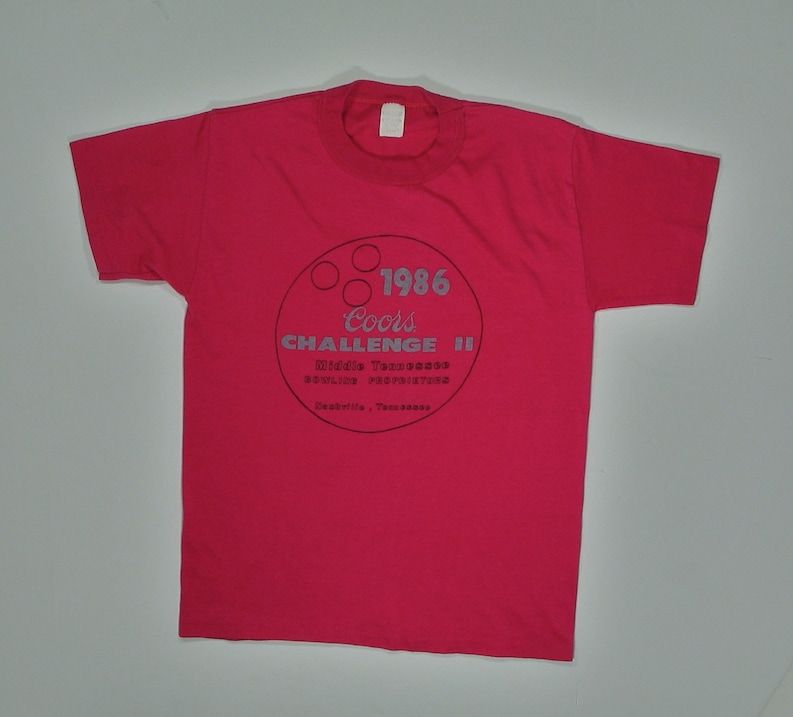 1986
Coors
CHALLENGE II
Middle Tennessee
BOWLING PROPRIETORS
Nashville, Tennessee